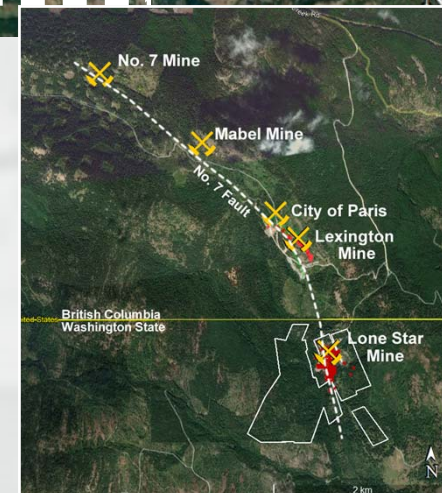 No. 7 Mine
Mabel Mine
No. 7 Fault
City of Paris
Lexington
Mine
British Columbia
Washington State
Lone Star
Mine
N
2 km